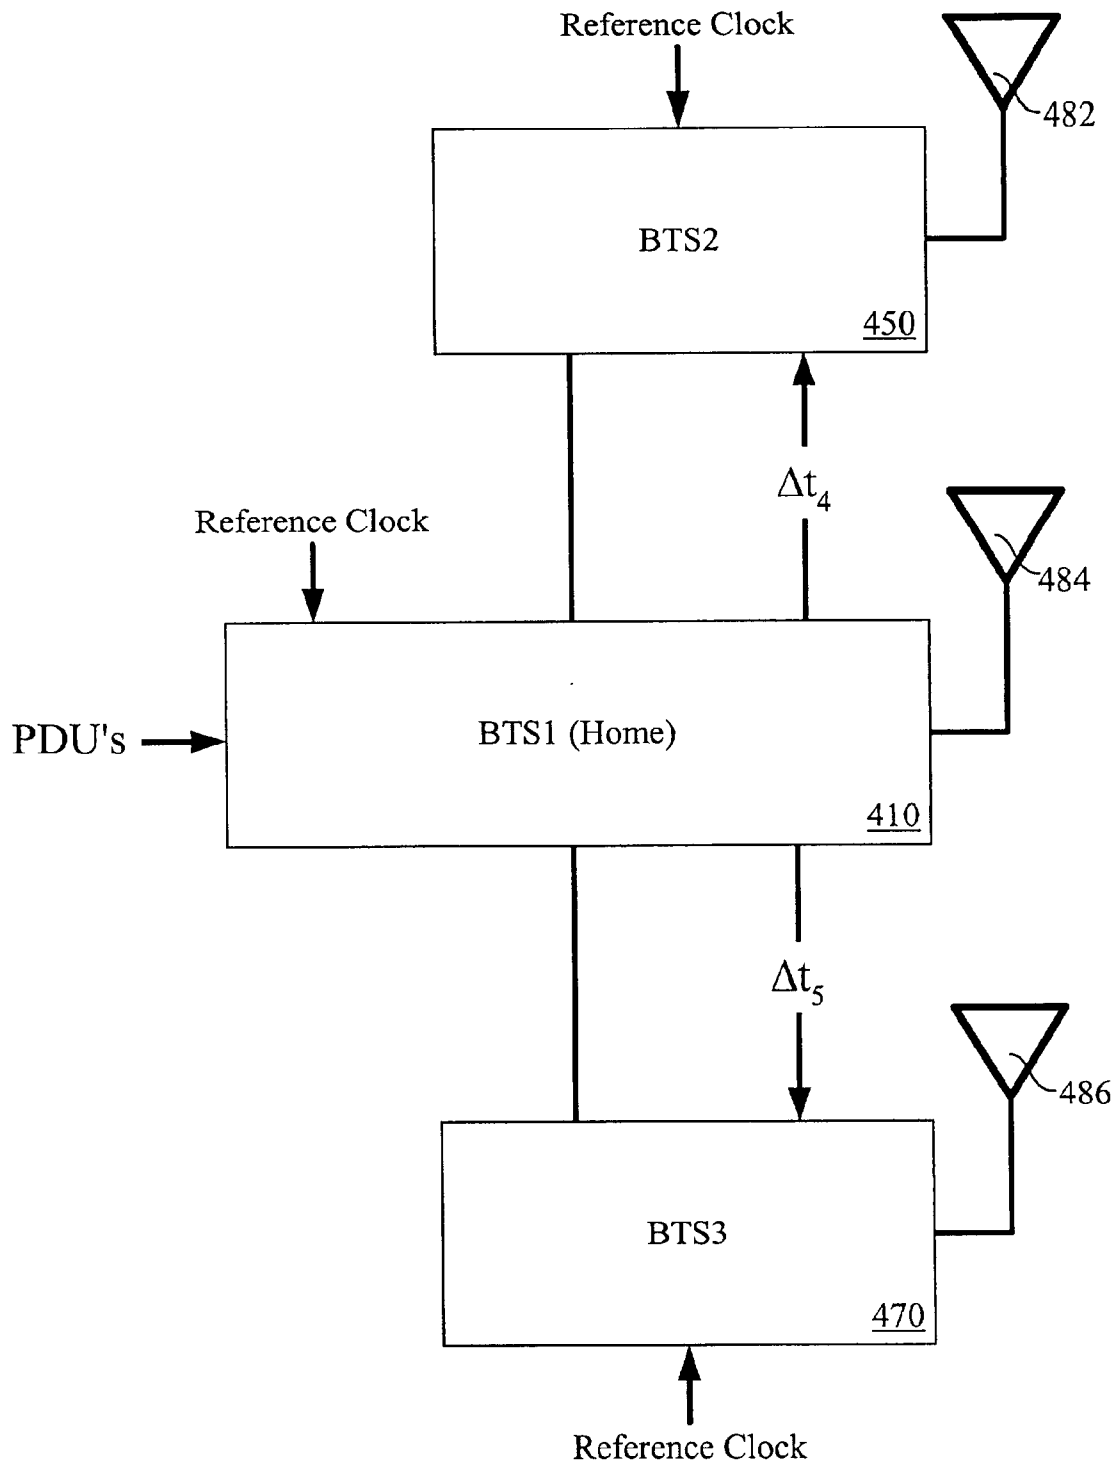 Reference Clock
482
BTS2
450
Δt4
Reference Clock
484
PDU's
BTS1 (Home)
410
Δt5
486
BTS3
470
Reference Clock